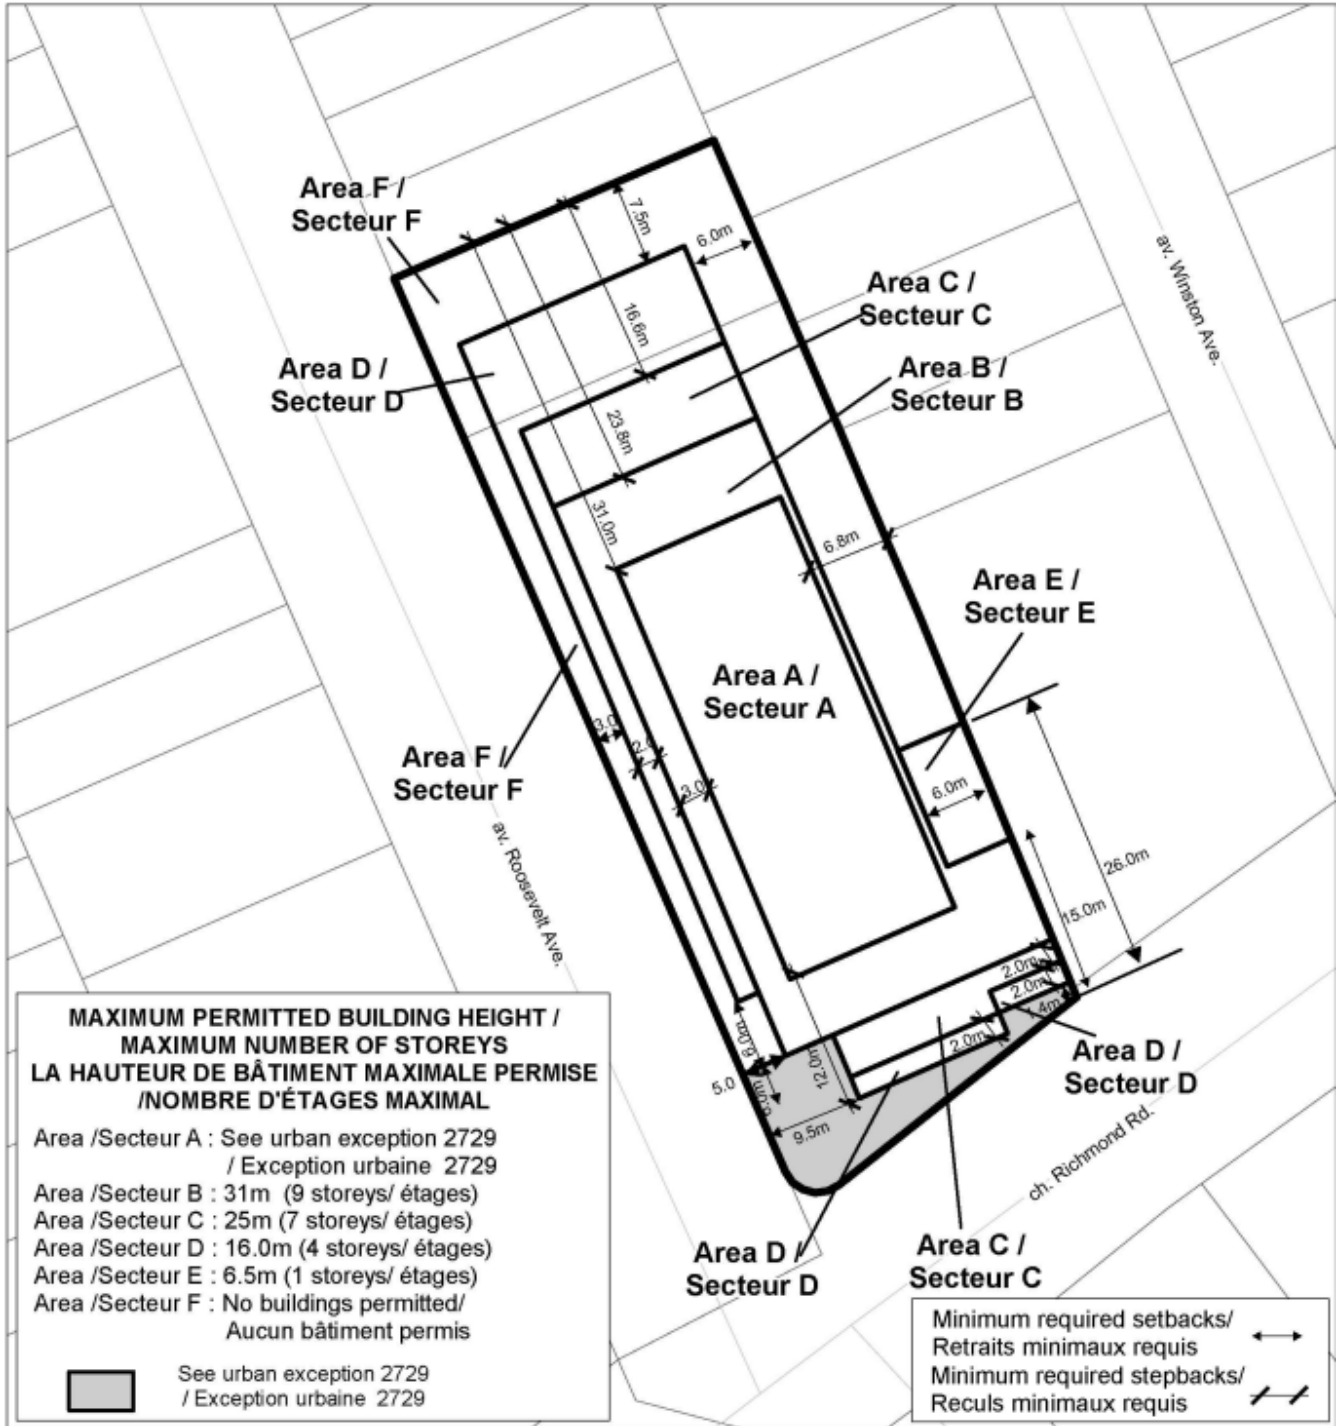 Area F /
Secteur F
7.5m
6.0m
Area C /
Secteur C
16.6m
Area D /
Secteur D
Area B /
Secteur B
23.8m
31.0m
6.8m
av. Winston Ave.
Area E /
Secteur E
Area A /
Secteur A
3.0
2.0
Area F /
Secteur F
3.0
6.0m
26.0m
15.0m
av. Roosevelt Ave.
2.0m
2.0m
1.4m
2.0m
6.0m
12.0m
5.0
6.0m
9.5m
Area D /
Secteur D
ch. Richmond Rd.
Area D /
Secteur D
Area C /
Secteur C
MAXIMUM PERMITTED BUILDING HEIGHT /
MAXIMUM NUMBER OF STOREYS
LA HAUTEUR DE BÂTIMENT MAXIMALE PERMISE
/NOMBRE D'ÉTAGES MAXIMAL
Area /Secteur A : See urban exception 2729
/ Exception urbaine 2729
Area /Secteur B : 31m (9 storeys/ étages)
Area /Secteur C : 25m (7 storeys/ étages)
Area /Secteur D : 16.0m (4 storeys/ étages)
Area /Secteur E : 6.5m (1 storeys/ étages)
Area /Secteur F : No buildings permitted/
Aucun bâtiment permis
See urban exception 2729
/ Exception urbaine 2729
Minimum required setbacks/
Retraits minimaux requis
Minimum required stepbacks/
Reculs minimaux requis